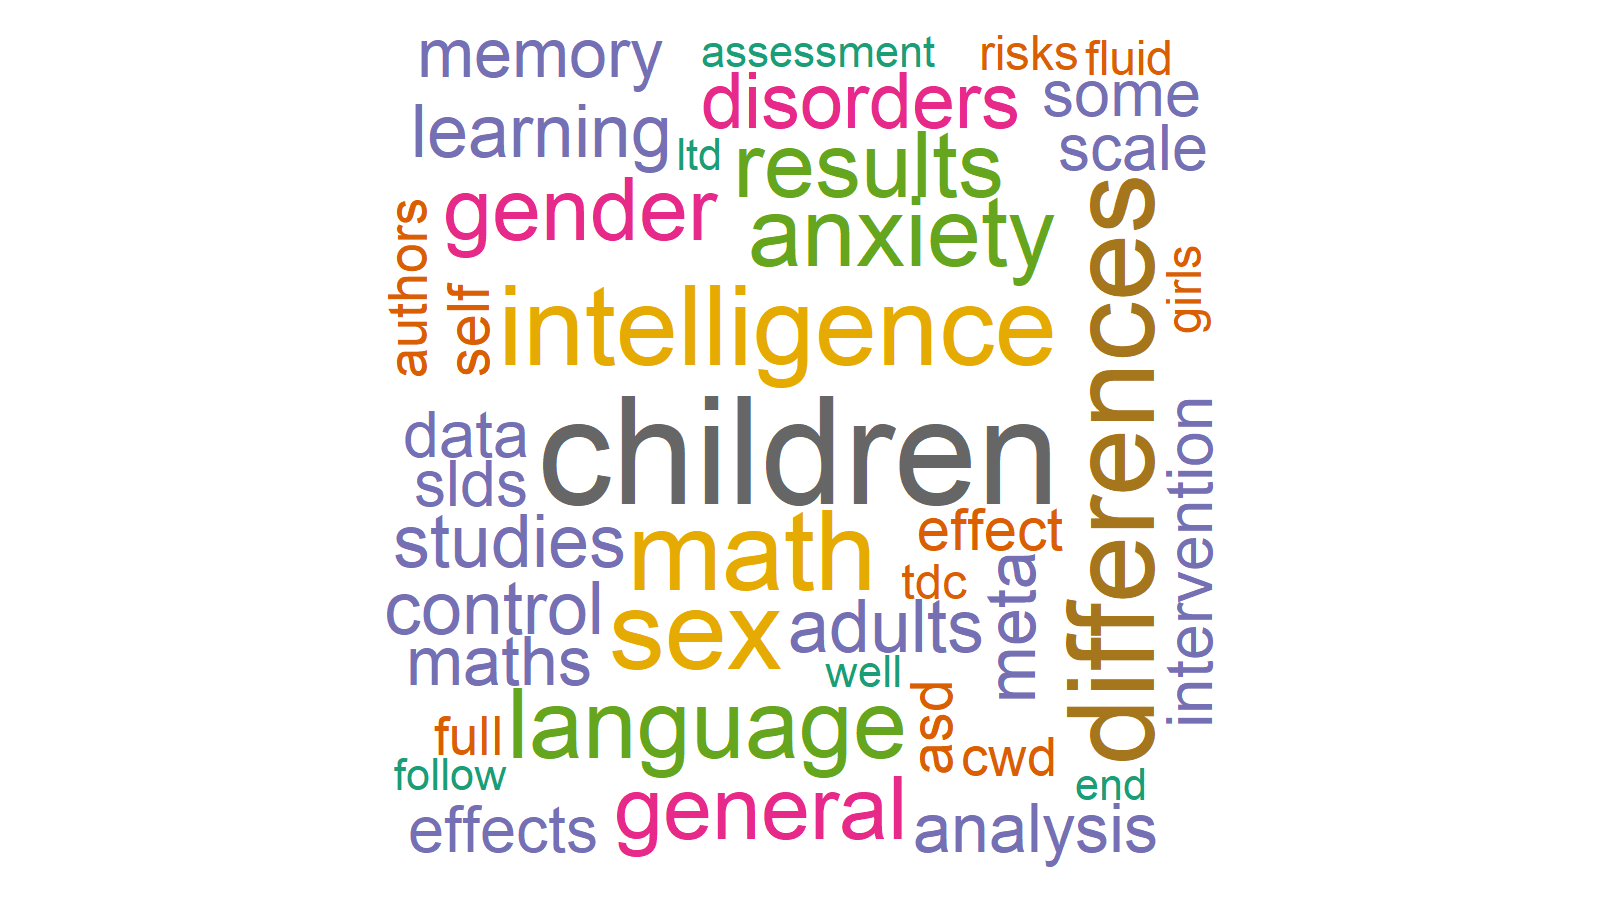 memory
assessment
risks
fluid
disorders
some
learning
ltd
results
scale
gender
anxiety
authors
self
intelligence
differences
girls
data
children
slds
intervention
studies
math
effect
tdc
meta
control
sex
adults
maths
well
language
asd
full
cwd
follow
end
effects
general
analysis